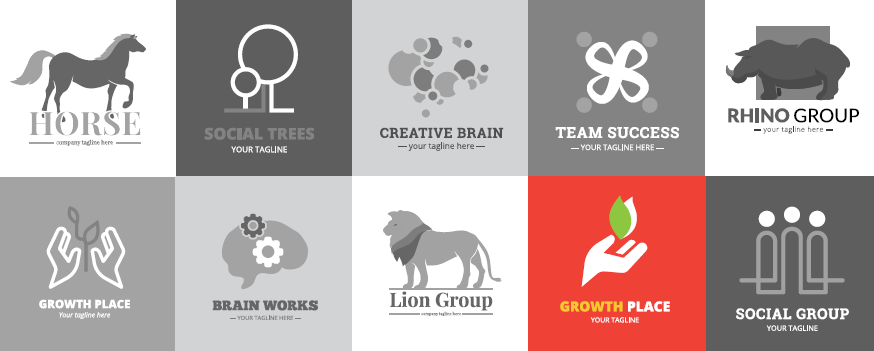 HORSE
company tagline here
SOCIAL TREES
YOUR TAGLINE
CREATIVE BRAIN
your tagline here
TEAM SUCCESS
YOUR TAGLINE HERE
RHINO GROUP
your tagline here
GROWTH PLACE
Your tagline here
BRAIN WORKS
YOUR TAGLINE HERE
Lion Group
company tagline here
GROWTH PLACE
YOUR TAGLINE
SOCIAL GROUP
YOUR TAGLINE